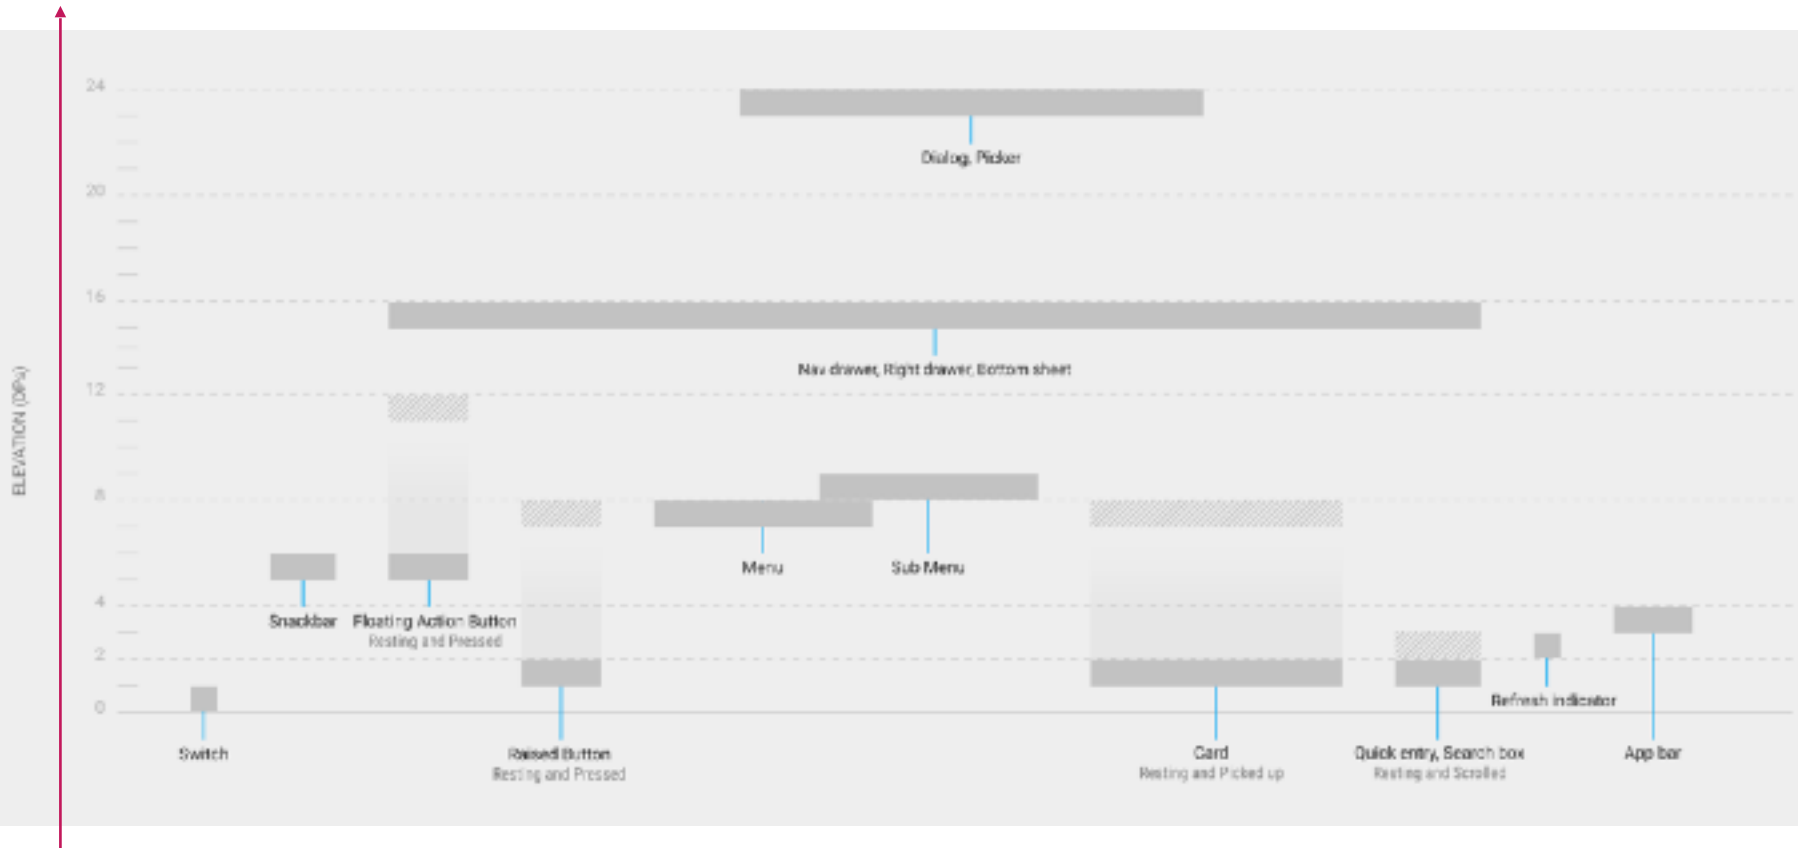 24
Dialog, Picker
20
16
Nav drawer, Right drawer, Bottom sheet
ELEVATION (DPs)
12
8
Menu
Sub Menu
4
Snackbar
Floating Action Button
Resting and Pressed
2
Refresh indicator
0
Switch
Raised Button
Resting and Pressed
Card
Resting and Picked up
Quick entry, Search box
Resting and Scrolled
App bar